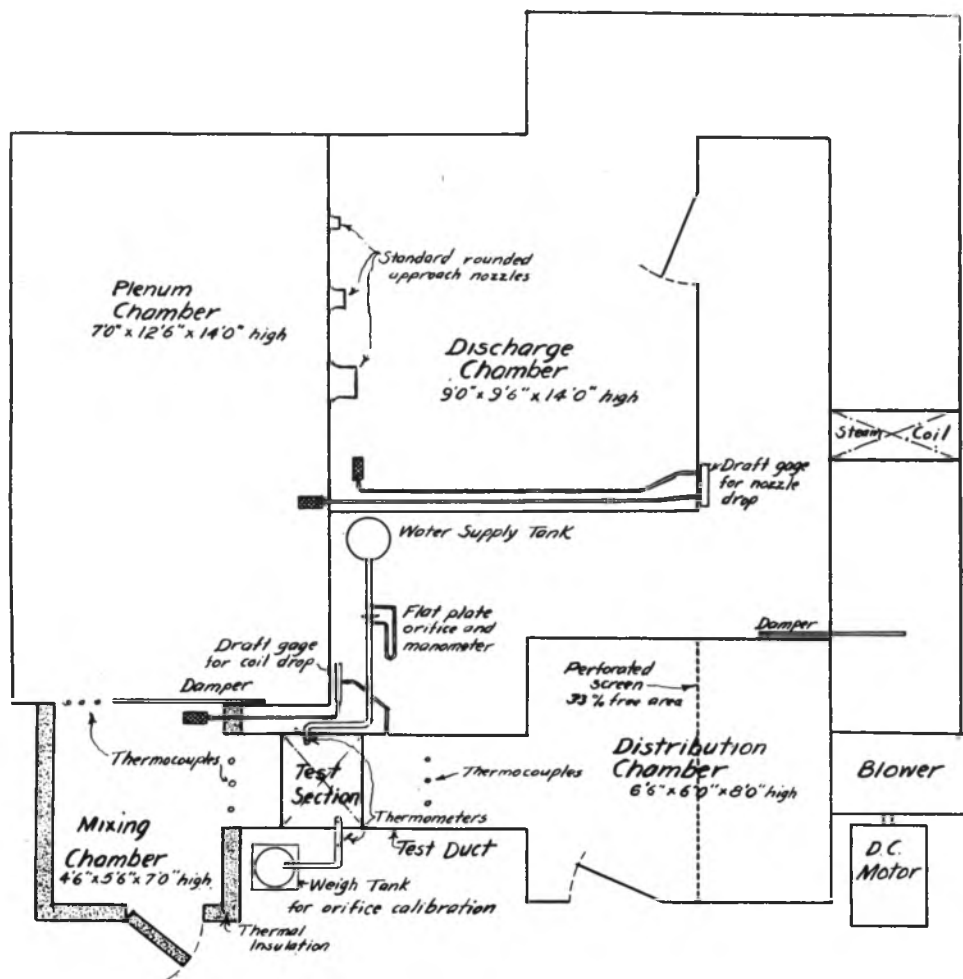 Standard rounded
approach nozzles
Plenum
Chamber
7'0" x 12'6" x 14'0" high
Discharge
Chamber
9'0" x 9'6" x 14'0" high
Steam Coil
Draft gage
for nozzle
drop
Water Supply Tank
Flat plate
orifice and
manometer
Draft gage
for coil drop
Damper
Damper
Perforated
screen
33% free area
Thermocouples
Test
Section
Thermocouples
Distribution
Chamber
6'6" x 6'0" x 8'0" high
Blower
Thermometers
Mixing
Chamber
4'6" x 5'6" x 7'0" high
Test Duct
D.C.
Motor
Weigh Tank
for orifice calibration
Thermal
Insulation